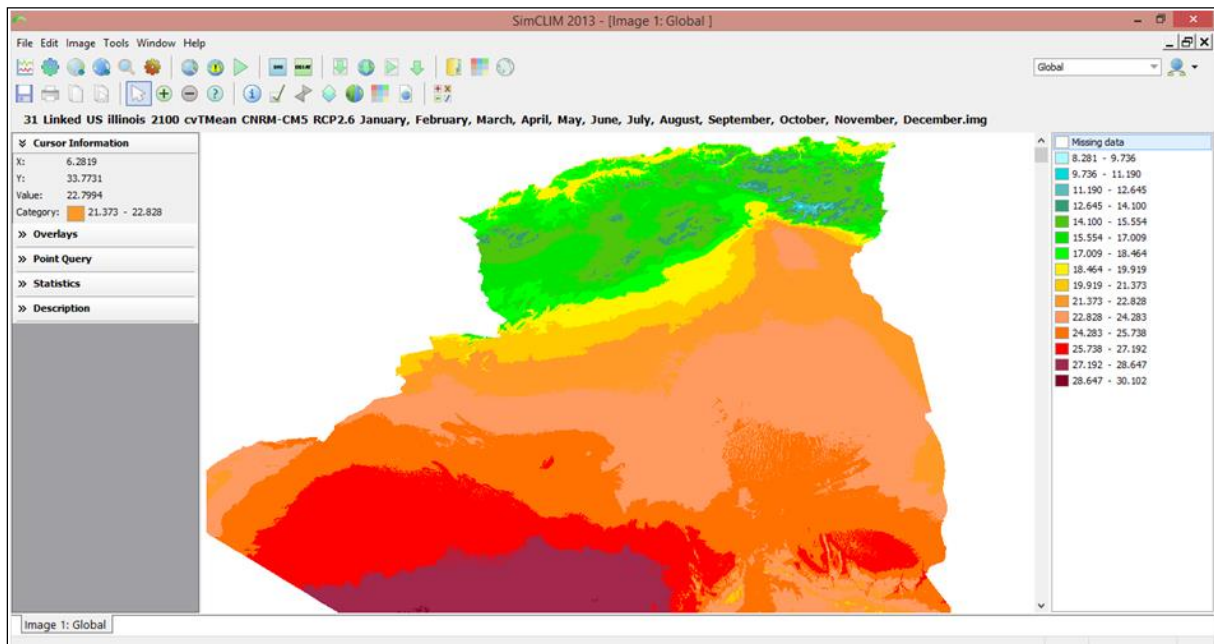 SimCLIM 2013 - [Image 1: Global ]
File Edit Image Tools Window Help
Global
31 Linked US illinois 2100 cvTMean CNRM-CM5 RCP2.6 January, February, March, April, May, June, July, August, September, October, November, December.img
Cursor Information
X: 6.2819
Y: 33.7731
Value: 22.7994
Category: 21.373 - 22.828
Overlays
Point Query
Statistics
Description
Missing data
8.281 - 9.736
9.736 - 11.190
11.190 - 12.645
12.645 - 14.100
14.100 - 15.554
15.554 - 17.009
17.009 - 18.464
18.464 - 19.919
19.919 - 21.373
21.373 - 22.828
22.828 - 24.283
24.283 - 25.738
25.738 - 27.192
27.192 - 28.647
28.647 - 30.102
Image 1: Global